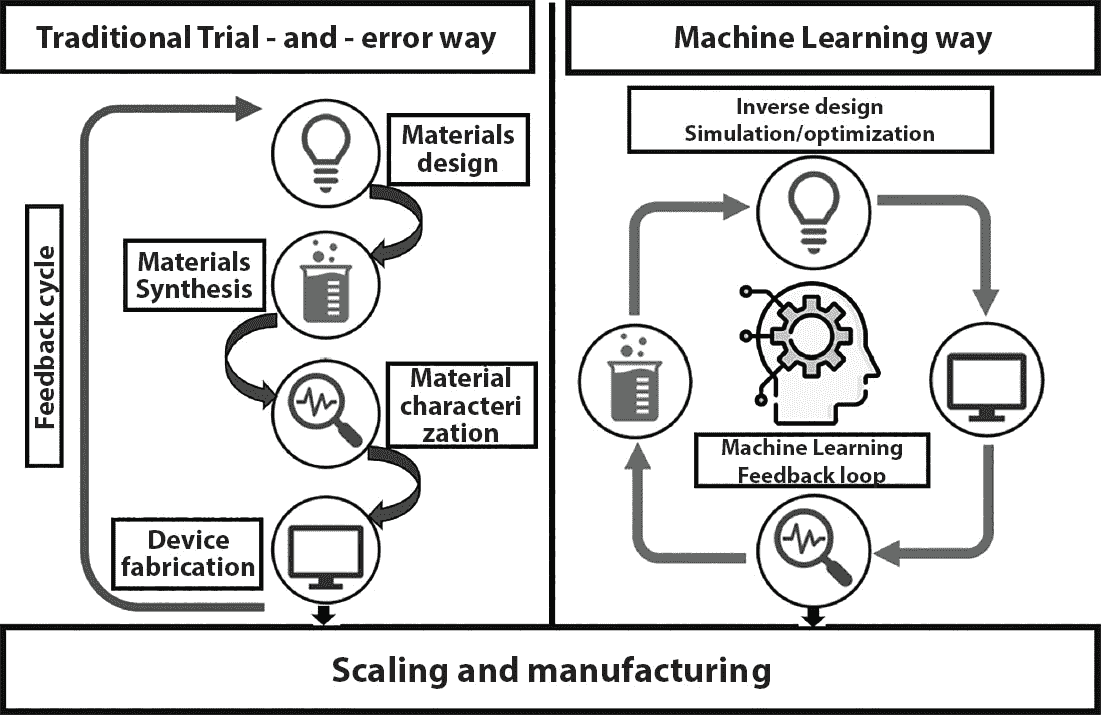 Traditional Trial - and - error way
Materials
design
Materials
Synthesis
Feedback cycle
Material
characteri
zation
Device
fabrication
Machine Learning way
Inverse design
Simulation/optimization
Machine Learning
Feedback loop
Scaling and manufacturing